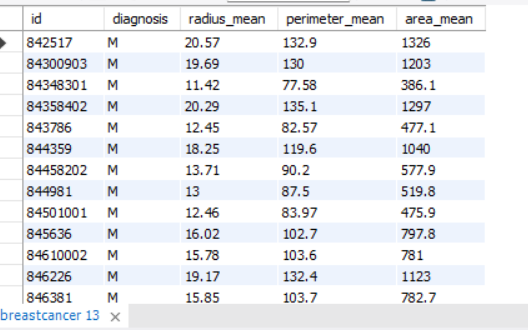 id diagnosis radius_mean perimeter_mean area_mean
842517 M 20.57 132.9 1326
84300903 M 19.69 130 1203
84348301 M 11.42 77.58 386.1
84358402 M 20.29 135.1 1297
843786 M 12.45 82.57 477.1
844359 M 18.25 119.6 1040
84458202 M 13.71 90.2 577.9
844981 M 13 87.5 519.8
84501001 M 12.46 83.97 475.9
845636 M 16.02 102.7 797.8
84610002 M 15.78 103.6 781
846226 M 19.17 132.4 1123
846381 M 15.85 103.7 782.7
breastcancer 13